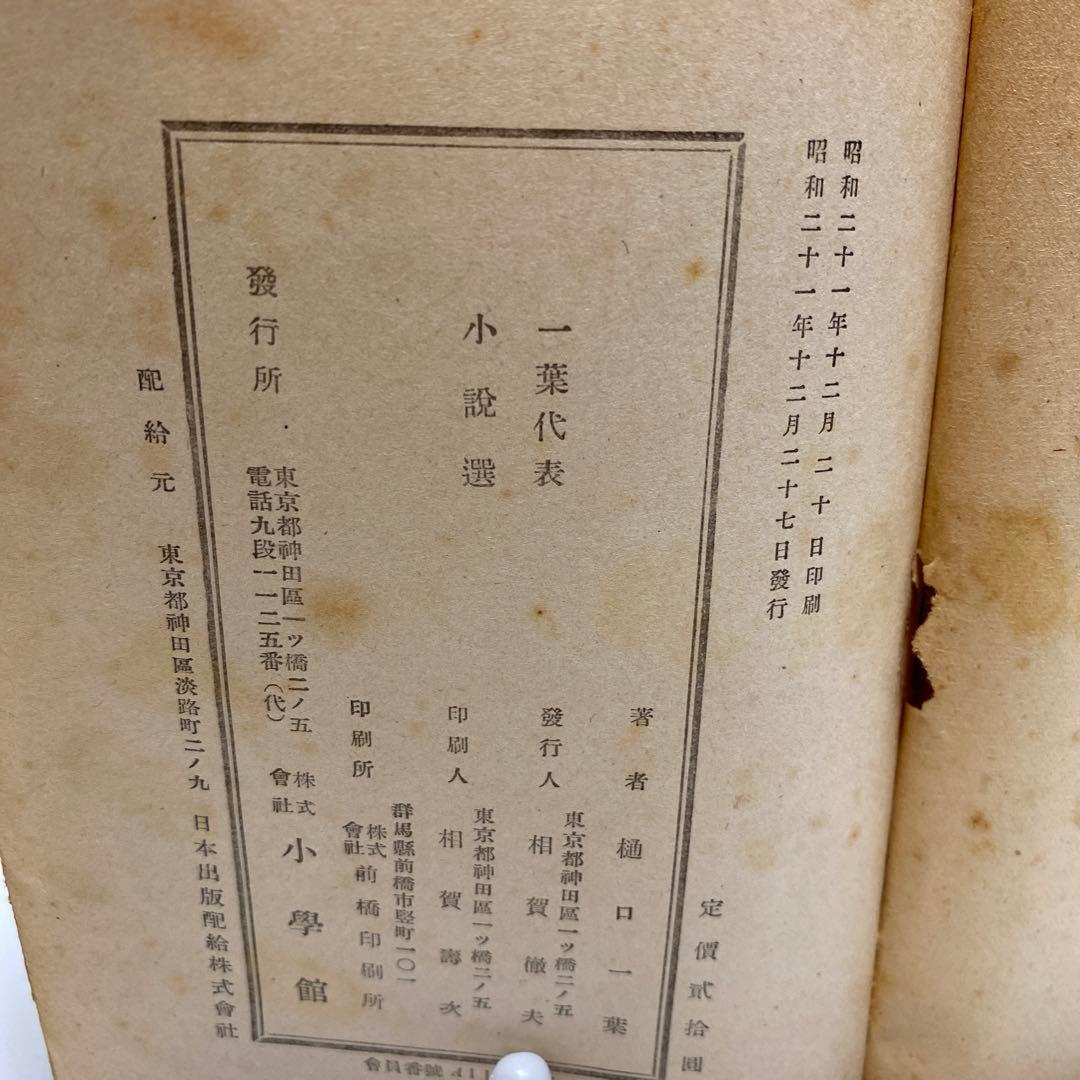 昭和二十一年十二月二十日印刷
昭和二十一年十二月二十七日發行
定價貳拾圓
一葉代表
小說選
著者 樋口一葉
東京都神田區一ッ橋二ノ五
發行人 相賀徹夫
東京都神田區一ッ橋二ノ五
印刷人 相賀壽次
群馬縣前橋市竪町一〇一
印刷所 株式會社 前橋印刷所
發行所 東京都神田區一ッ橋二ノ五
電話九段一一二五番(代)
株式會社 小學館
配給元 東京都神田區淡路町二ノ九 日本出版配給株式會社
會員番號